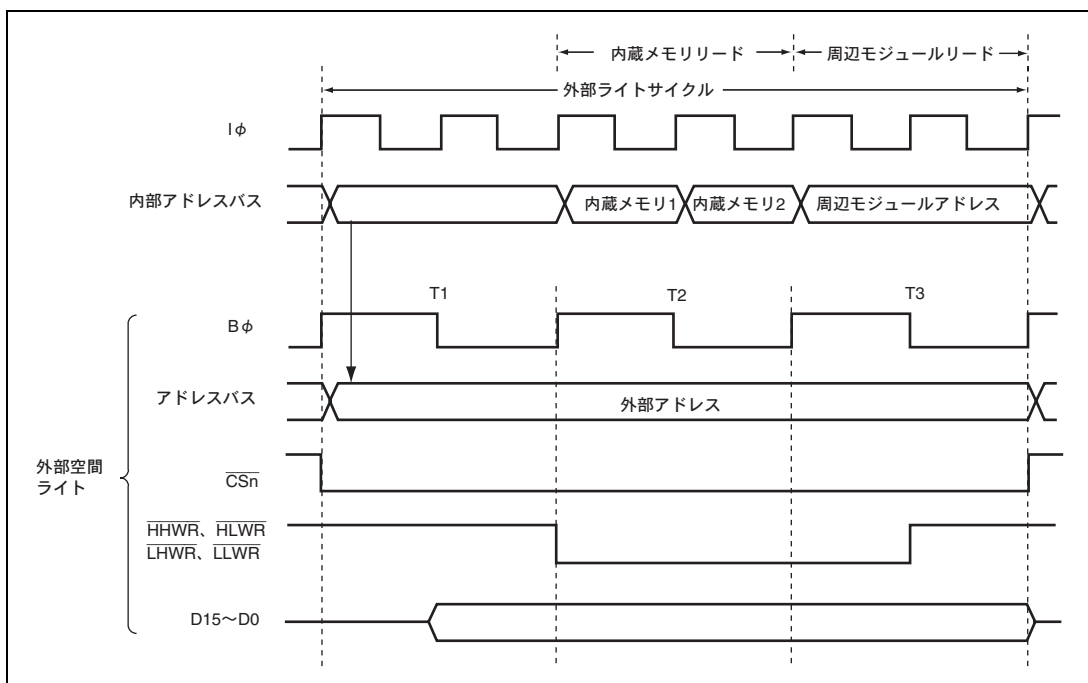 内蔵メモリリード 周辺モジュールリード
外部ライトサイクル
Iφ
内部アドレスバス 内蔵メモリ1 内蔵メモリ2 周辺モジュールアドレス
T1 T2 T3
Bφ
アドレスバス 外部アドレス
外部空間
ライト
CSn
HHWR、HLWR
LHWR、LLWR
D15～D0